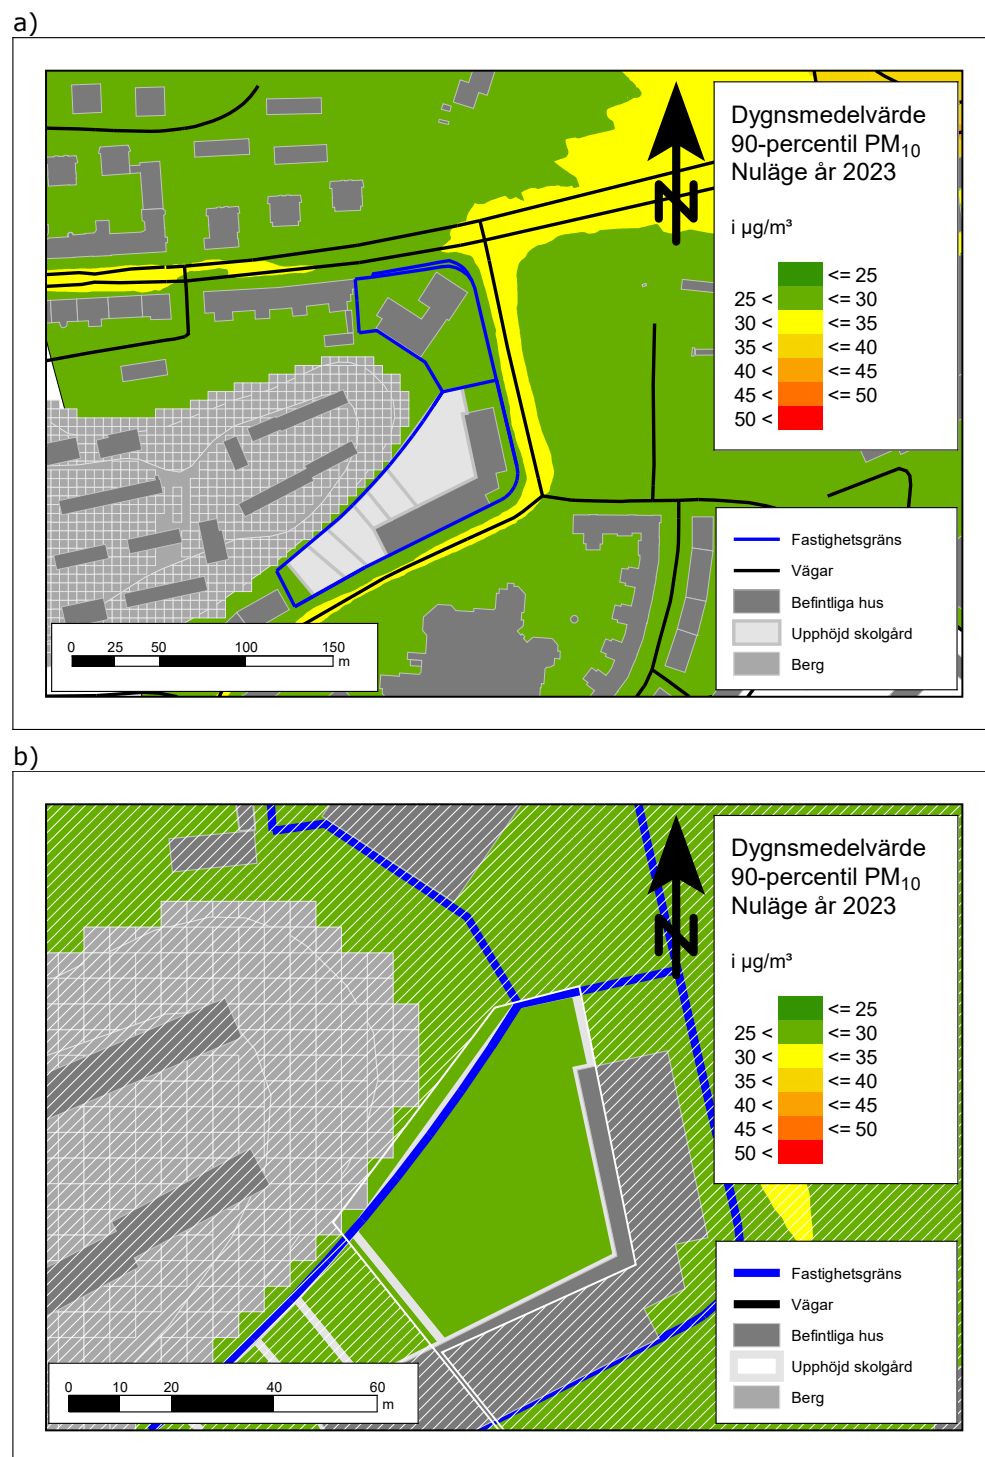 a)
Dygnsmedelvärde
90-percentil PM₁₀
Nuläge år 2023
i µg/m³
<= 25
25 < <= 30
30 < <= 35
35 < <= 40
40 < <= 45
45 < <= 50
50 <
N
Fastighetsgräns
Vägar
Befintliga hus
Upphöjd skolgård
Berg
0 25 50 100 150
m
b)
Dygnsmedelvärde
90-percentil PM₁₀
Nuläge år 2023
i µg/m³
<= 25
25 < <= 30
30 < <= 35
35 < <= 40
40 < <= 45
45 < <= 50
50 <
N
Fastighetsgräns
Vägar
Befintliga hus
Upphöjd skolgård
Berg
0 10 20 40 60
m